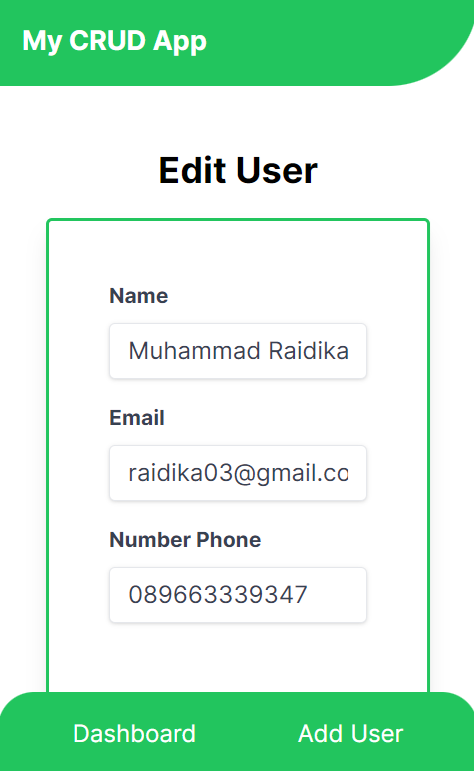 My CRUD App
Edit User
Name
Muhammad Raidika
Email
raidika03@gmail.co
Number Phone
089663339347
Dashboard Add User